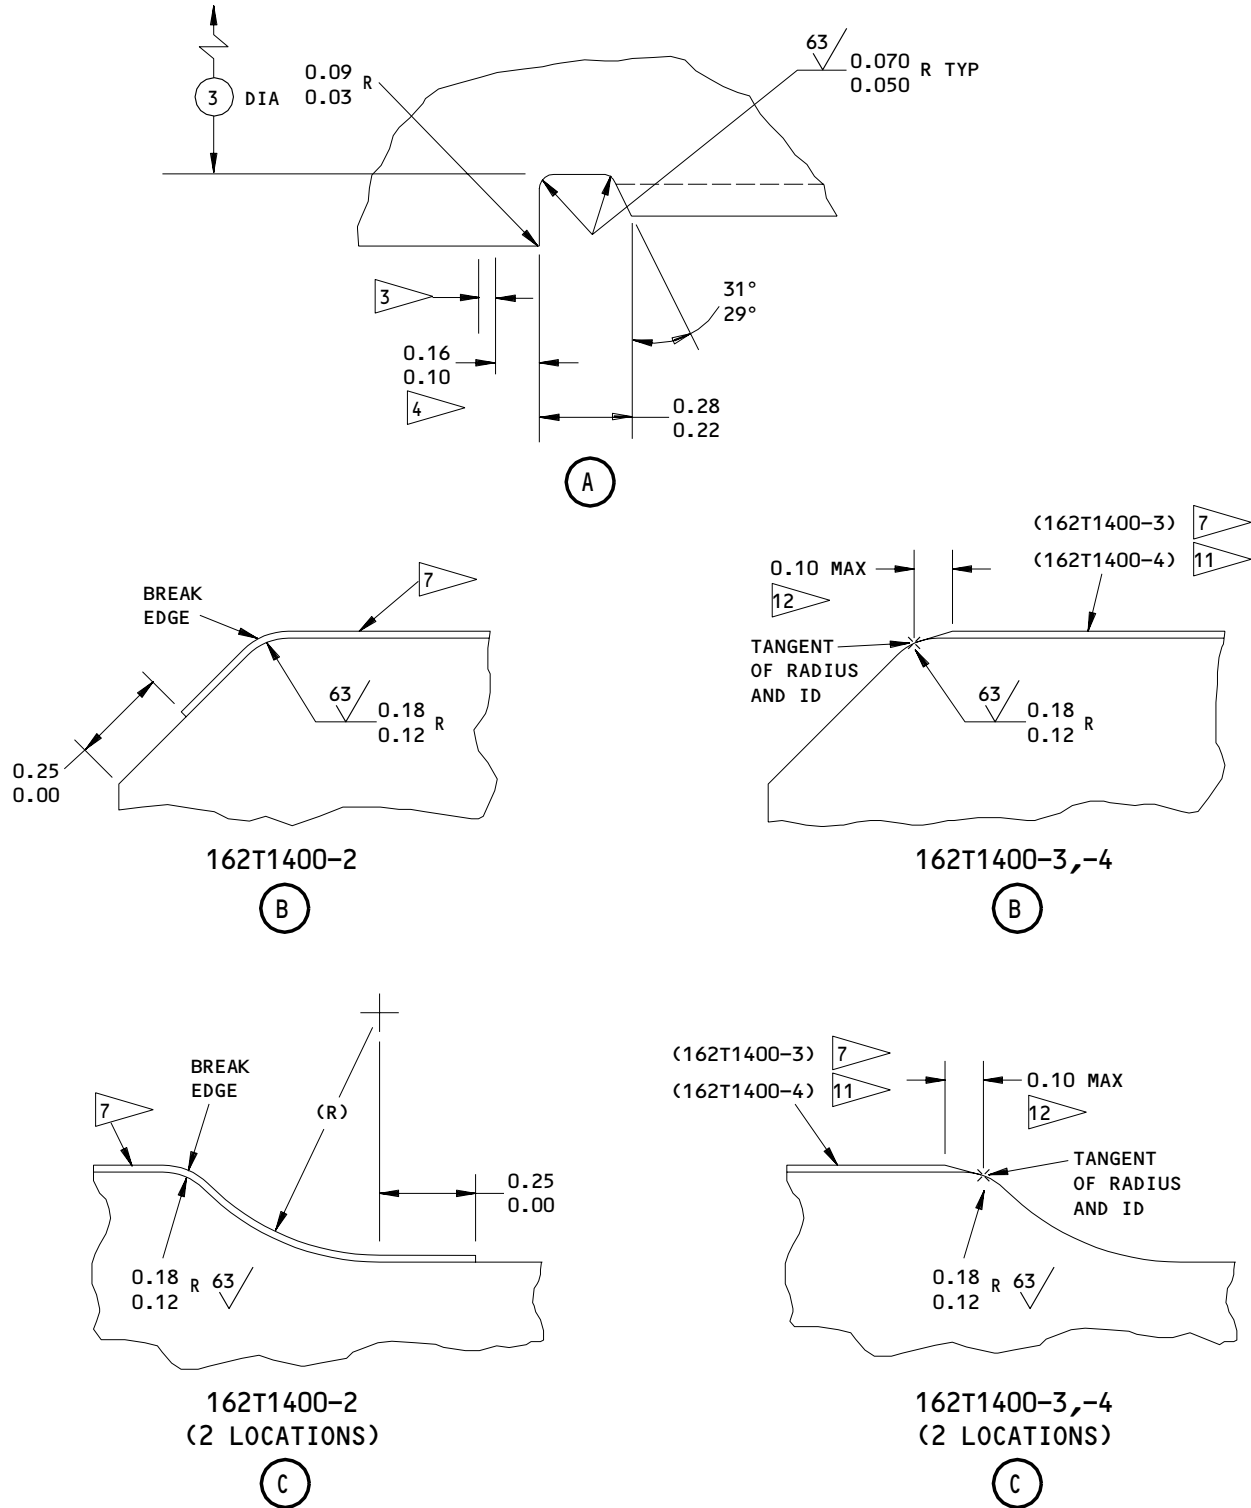 3 DIA
0.09
0.03 R
63
0.070
0.050 R TYP
3
31°
29°
0.16
0.10
4
0.28
0.22
A
BREAK
EDGE
7
63
0.18
0.12 R
0.25
0.00
162T1400-2
B
(162T1400-3) 7
(162T1400-4) 11
0.10 MAX
12
TANGENT
OF RADIUS
AND ID
63
0.18
0.12 R
162T1400-3,-4
B
BREAK
EDGE
7
(R)
0.25
0.00
0.18
0.12 R 63
162T1400-2
(2 LOCATIONS)
C
(162T1400-3) 7
(162T1400-4) 11
0.10 MAX
12
TANGENT
OF RADIUS
AND ID
0.18
0.12 R 63
162T1400-3,-4
(2 LOCATIONS)
C